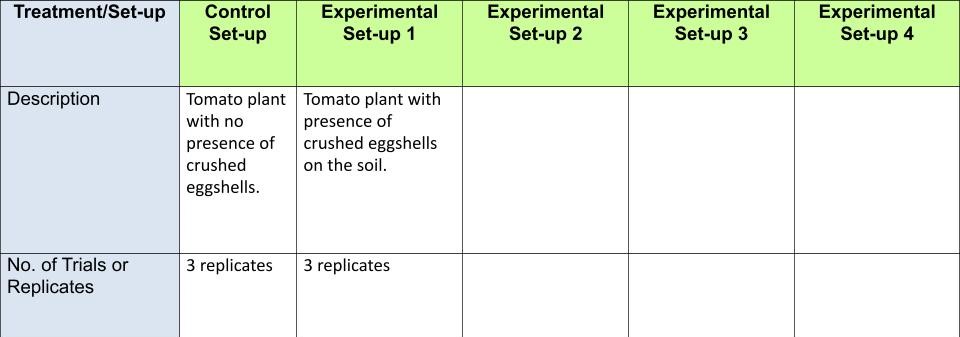 Treatment/Set-up
Control
Set-up
Experimental
Set-up 1
Experimental
Set-up 2
Experimental
Set-up 3
Experimental
Set-up 4
Description
Tomato plant
with no
presence of
crushed
eggshells.
Tomato plant with
presence of
crushed eggshells
on the soil.
No. of Trials or
Replicates
3 replicates
3 replicates